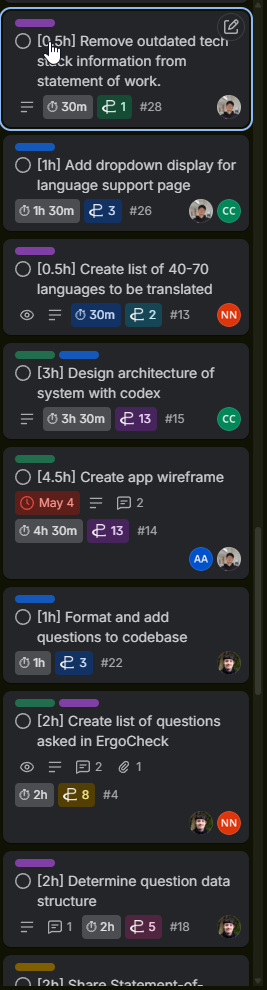 [0.5h] Remove outdated tech
stack information from
statement of work.
30m 1 #28
[1h] Add dropdown display for
language support page
1h 30m 3 #26 CC
[0.5h] Create list of 40-70
languages to be translated
30m 2 #13 NN
[3h] Design architecture of
system with codex
3h 30m 13 #15 CC
[4.5h] Create app wireframe
May 4 2
4h 30m 13 #14
AA
[1h] Format and add
questions to codebase
1h 3 #22
[2h] Create list of questions
asked in ErgoCheck
2 1
2h 8 #4
NN
[2h] Determine question data
structure
1 2h 5 #18
[2h] Share Statement-of-